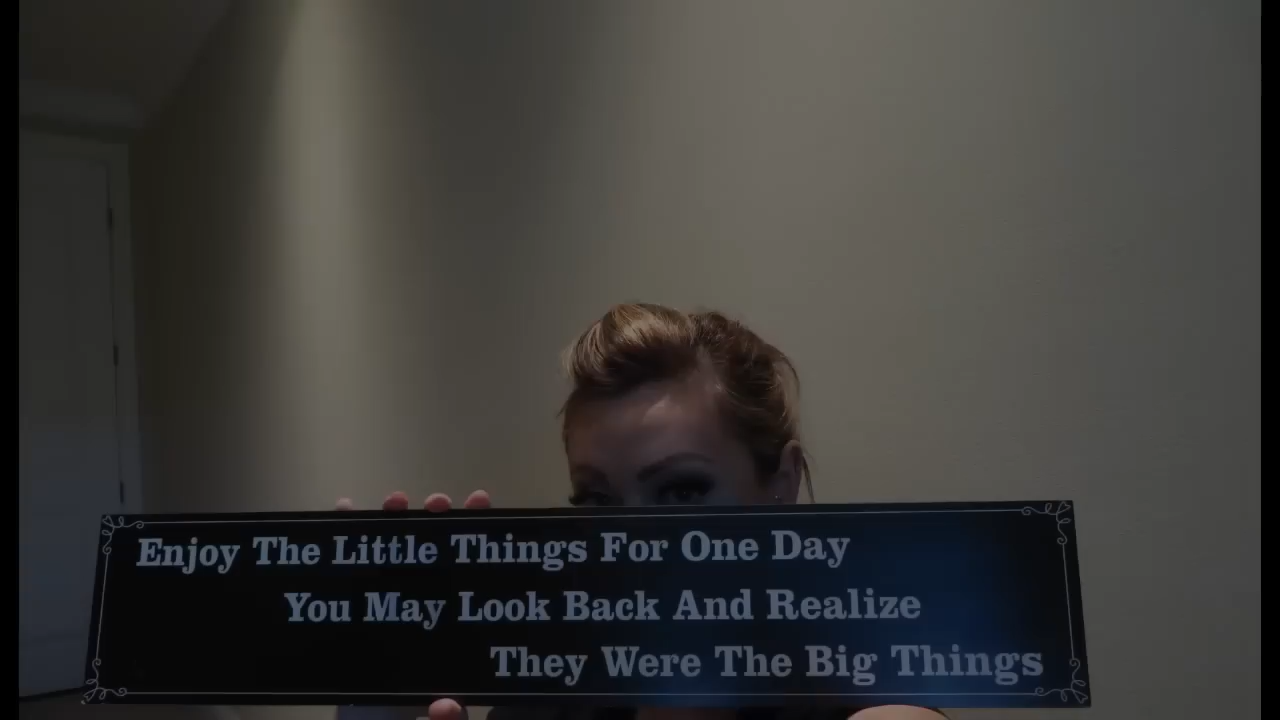 Enjoy The Little Things For One Day
You May Look Back And Realize
They Were The Big Things